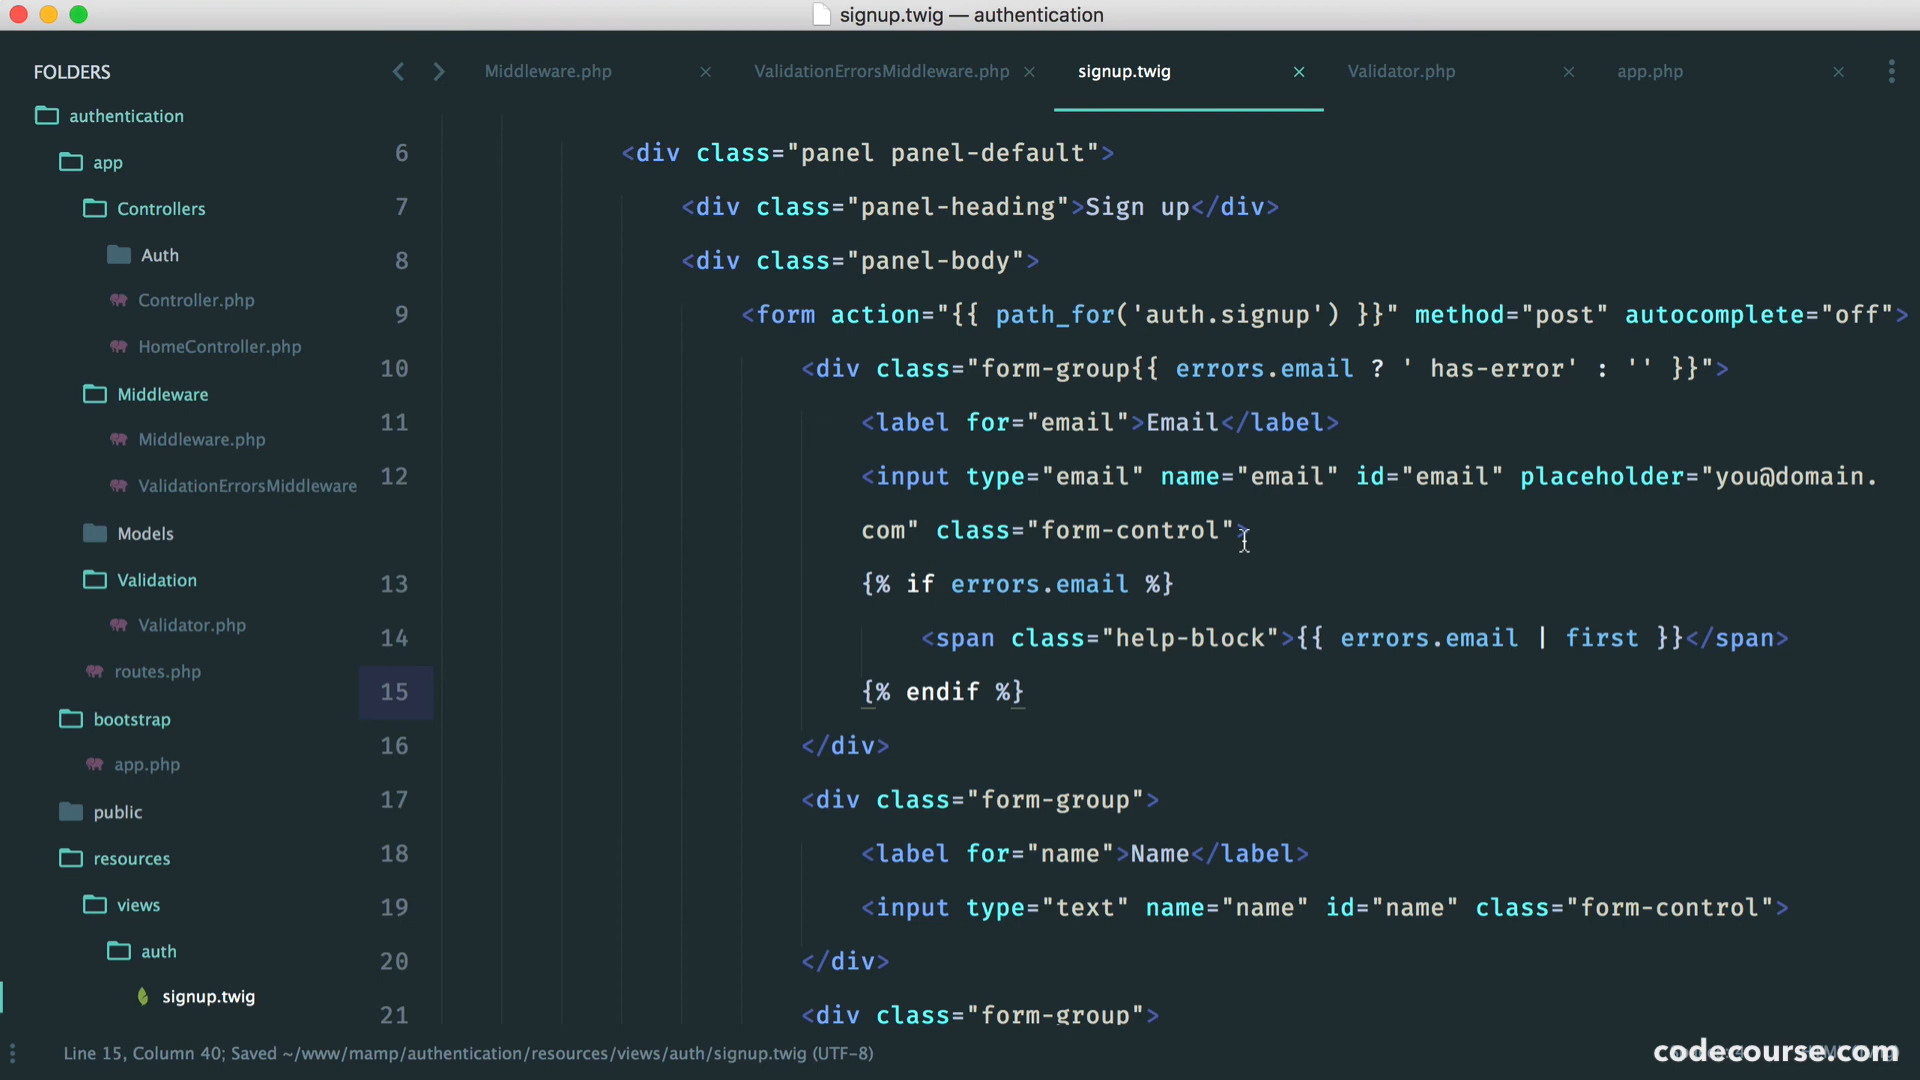 signup.twig — authentication
FOLDERS
Middleware.php
ValidationErrorsMiddleware.php
signup.twig
Validator.php
app.php
authentication
app
Controllers
Auth
Controller.php
HomeController.php
Middleware
Middleware.php
ValidationErrorsMiddleware
Models
Validation
Validator.php
routes.php
bootstrap
app.php
public
resources
views
auth
signup.twig
6 <div class="panel panel-default">
7 <div class="panel-heading">Sign up</div>
8 <div class="panel-body">
9 <form action="{{ path_for('auth.signup') }}" method="post" autocomplete="off">
10 <div class="form-group{{ errors.email ? ' has-error' : '' }}">
11 <label for="email">Email</label>
12 <input type="email" name="email" id="email" placeholder="you@domain.
com" class="form-control">
13 {% if errors.email %}
14 <span class="help-block">{{ errors.email | first }}</span>
15 {% endif %}
16 </div>
17 <div class="form-group">
18 <label for="name">Name</label>
19 <input type="text" name="name" id="name" class="form-control">
20 </div>
21 <div class="form-group">
Line 15, Column 40; Saved ~/www/mamp/authentication/resources/views/auth/signup.twig (UTF-8)
codecourse.com